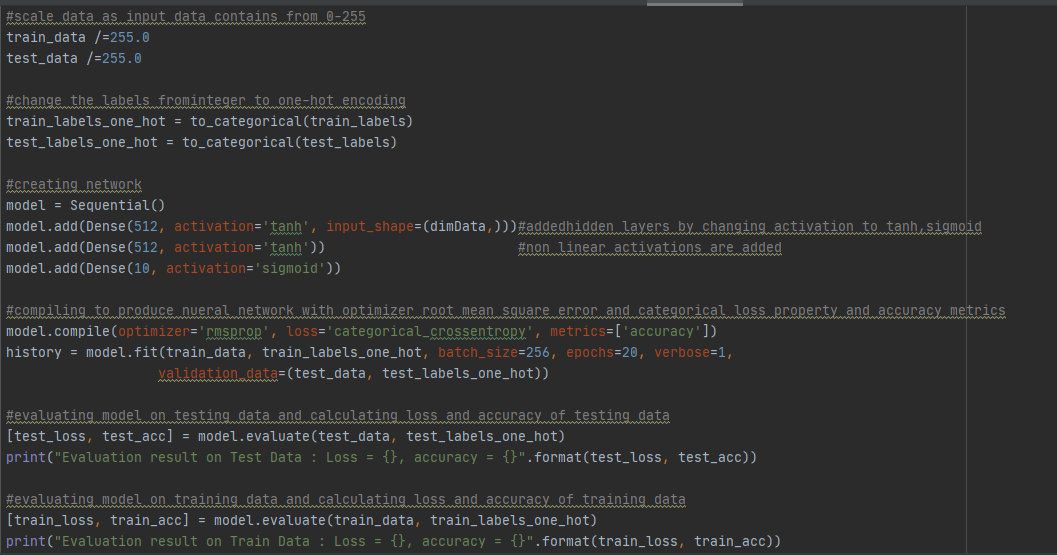 #scale data as input data contains from 0-255
train_data /=255.0
test_data /=255.0
#change the labels frominteger to one-hot encoding
train_labels_one_hot = to_categorical(train_labels)
test_labels_one_hot = to_categorical(test_labels)
#creating network
model = Sequential()
model.add(Dense(512, activation='tanh', input_shape=(dimData,)))#addedhidden layers by changing activation to tanh,sigmoid
model.add(Dense(512, activation='tanh')) #non linear activations are added
model.add(Dense(10, activation='sigmoid'))
#compiling to produce nueral network with optimizer root mean square error and categorical loss property and accuracy metrics
model.compile(optimizer='rmsprop', loss='categorical_crossentropy', metrics=['accuracy'])
history = model.fit(train_data, train_labels_one_hot, batch_size=256, epochs=20, verbose=1,
validation_data=(test_data, test_labels_one_hot))
#evaluating model on testing data and calculating loss and accuracy of testing data
[test_loss, test_acc] = model.evaluate(test_data, test_labels_one_hot)
print("Evaluation result on Test Data : Loss = {}, accuracy = {}".format(test_loss, test_acc))
#evaluating model on training data and calculating loss and accuracy of training data
[train_loss, train_acc] = model.evaluate(train_data, train_labels_one_hot)
print("Evaluation result on Train Data : Loss = {}, accuracy = {}".format(train_loss, train_acc))